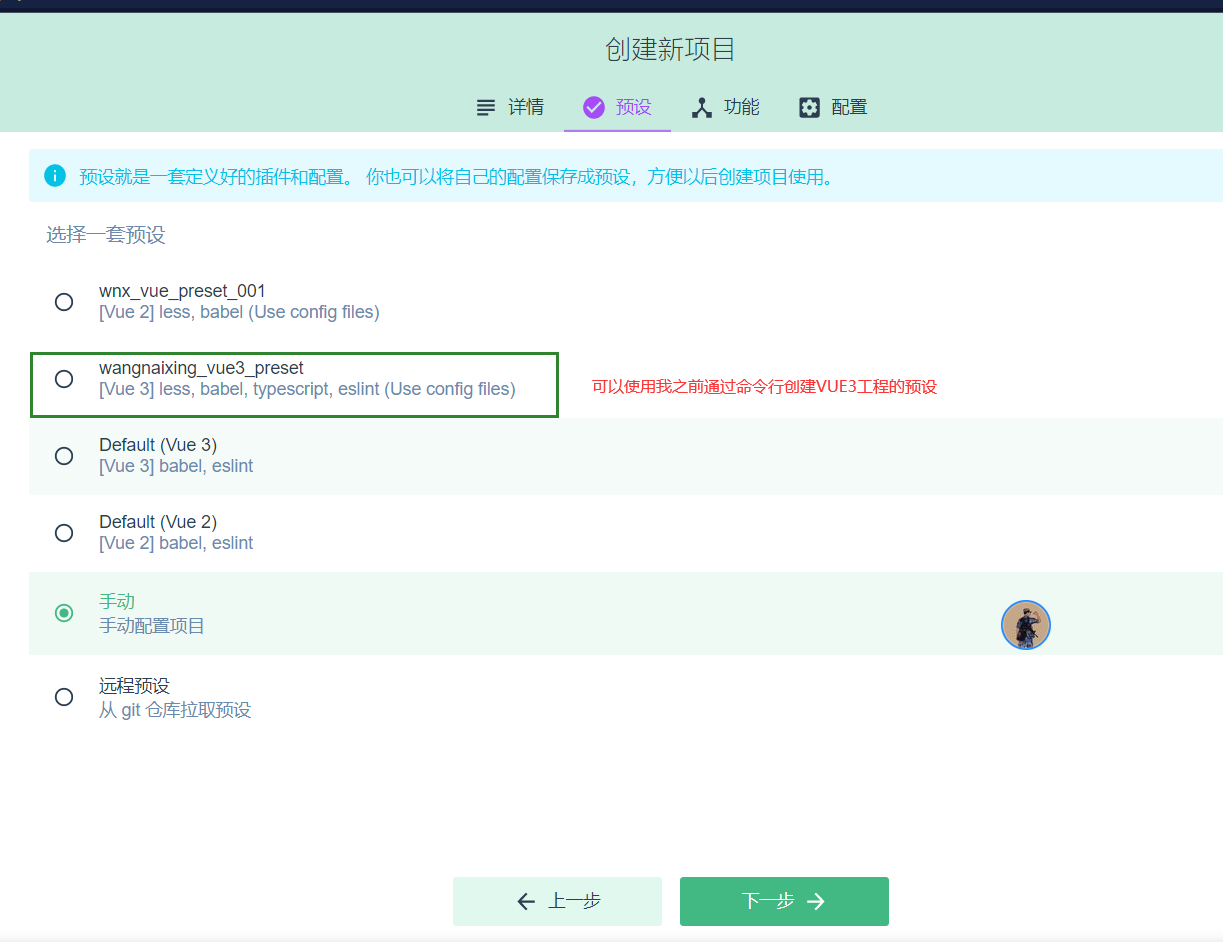 创建新项目
详情 预设 功能 配置
预设就是一套定义好的插件和配置。 你也可以将自己的配置保存成预设，方便以后创建项目使用。
选择一套预设
wnx_vue_preset_001
[Vue 2] less, babel (Use config files)
wangnaixing_vue3_preset
[Vue 3] less, babel, typescript, eslint (Use config files)
可以使用我之前通过命令行创建VUE3工程的预设
Default (Vue 3)
[Vue 3] babel, eslint
Default (Vue 2)
[Vue 2] babel, eslint
手动
手动配置项目
远程预设
从 git 仓库拉取预设
上一步 下一步